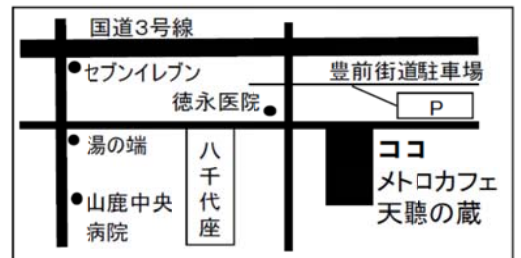 国道3号線
セブンイレブン
豊前街道駐車場
徳永医院
P
湯の端
八千代座
ココ
メトロカフェ
天聴の蔵
山鹿中央
病院